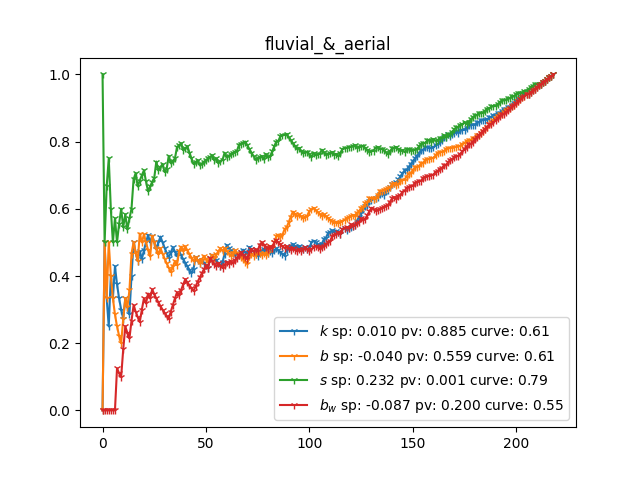 fluvial_&_aerial
1.0
0.8
0.6
0.4
0.2
0.0
0 50 100 150 200
k sp: 0.010 pv: 0.885 curve: 0.61
b sp: -0.040 pv: 0.559 curve: 0.61
s sp: 0.232 pv: 0.001 curve: 0.79
b_w sp: -0.087 pv: 0.200 curve: 0.55